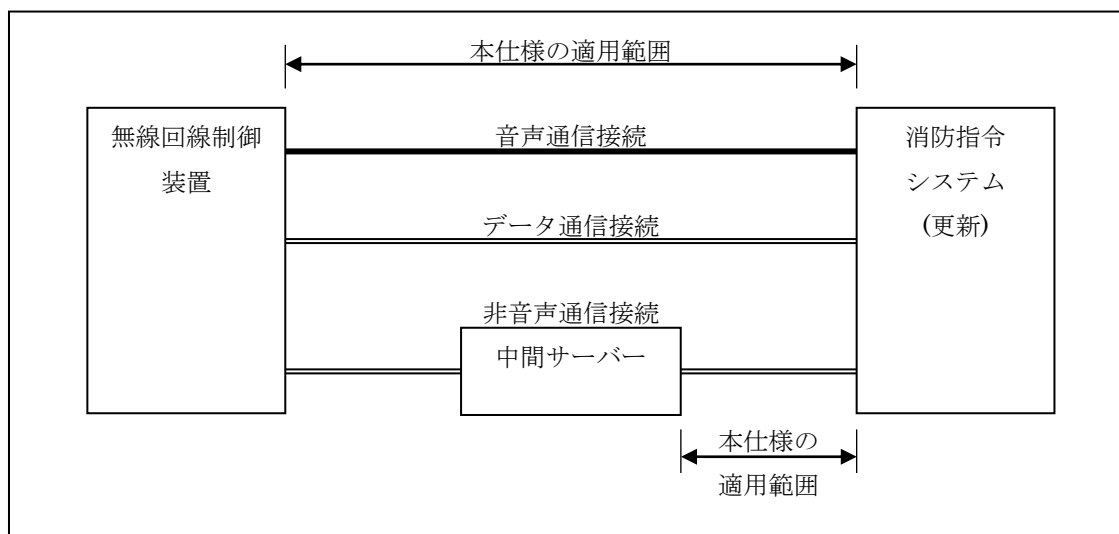 本仕様の適用範囲
無線回線制御
装置
音声通信接続
消防指令
システム
(更新)
データ通信接続
非音声通信接続
中間サーバー
本仕様の
適用範囲